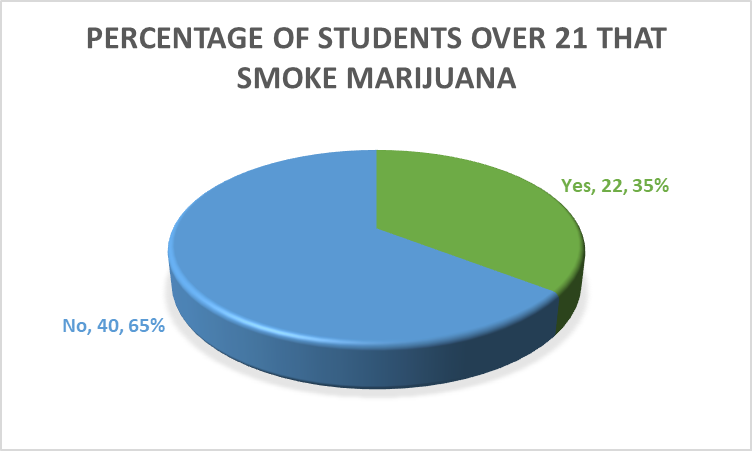 PERCENTAGE OF STUDENTS OVER 21 THAT
SMOKE MARIJUANA
Yes, 22, 35%
No, 40, 65%